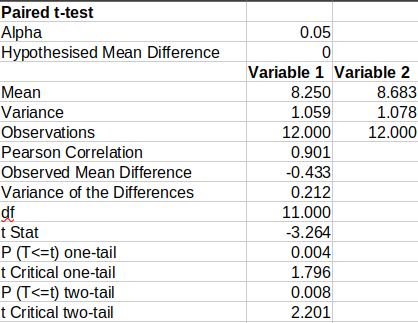 Paired t-test
Alpha 0.05
Hypothesised Mean Difference 0
Variable 1 Variable 2
Mean 8.250 8.683
Variance 1.059 1.078
Observations 12.000 12.000
Pearson Correlation 0.901
Observed Mean Difference -0.433
Variance of the Differences 0.212
df 11.000
t Stat -3.264
P (T<=t) one-tail 0.004
t Critical one-tail 1.796
P (T<=t) two-tail 0.008
t Critical two-tail 2.201